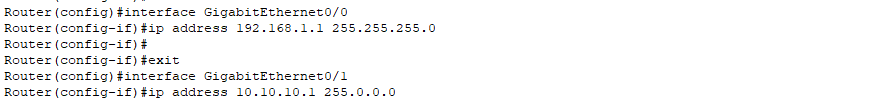 Router(config)#interface GigabitEthernet0/0
Router(config-if)#ip address 192.168.1.1 255.255.255.0
Router(config-if)#
Router(config-if)#exit
Router(config)#interface GigabitEthernet0/1
Router(config-if)#ip address 10.10.10.1 255.0.0.0